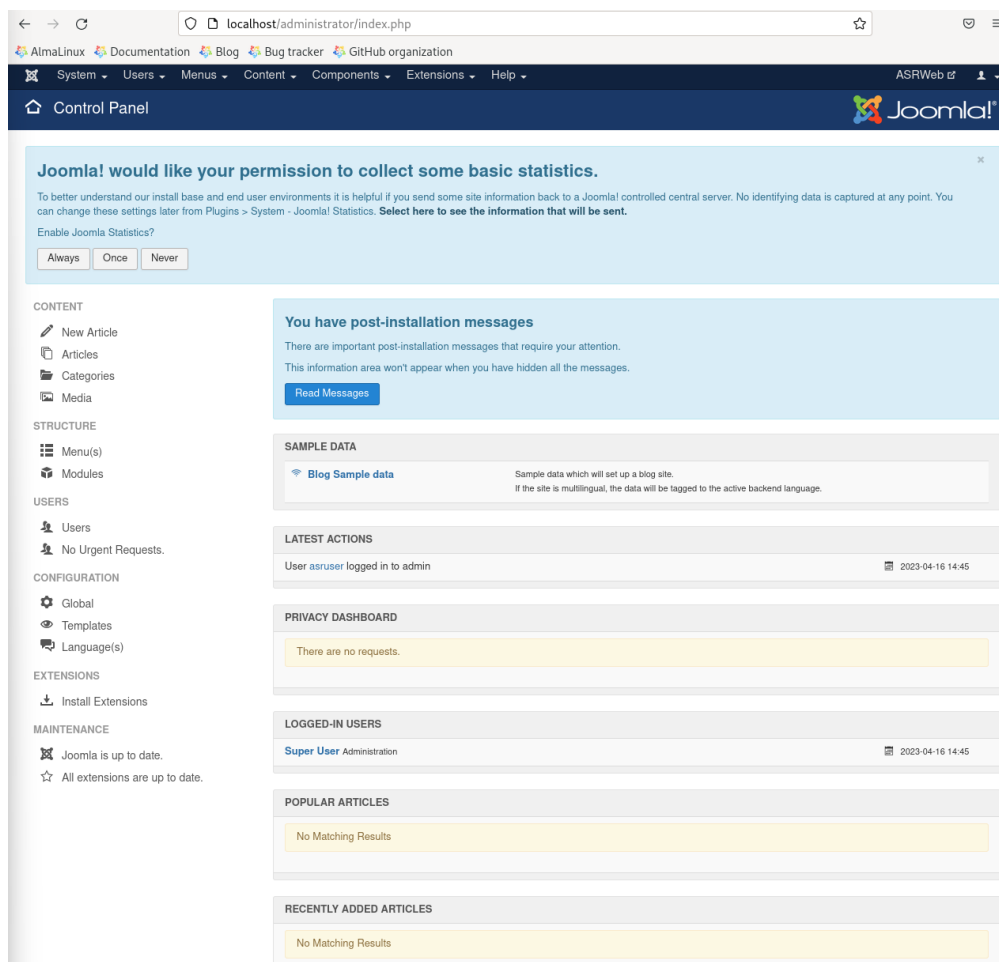 localhost/administrator/index.php
AlmaLinux Documentation Blog Bug tracker GitHub organization
System Users Menus Content Components Extensions Help ASRWeb
Control Panel Joomla!®
Joomla! would like your permission to collect some basic statistics.
To better understand our install base and end user environments it is helpful if you send some site information back to a Joomla! controlled central server. No identifying data is captured at any point. You
can change these settings later from Plugins > System - Joomla! Statistics. Select here to see the information that will be sent.
Enable Joomla Statistics?
Always Once Never
CONTENT
New Article
Articles
Categories
Media
STRUCTURE
Menu(s)
Modules
USERS
Users
No Urgent Requests.
CONFIGURATION
Global
Templates
Language(s)
EXTENSIONS
Install Extensions
MAINTENANCE
Joomla is up to date.
All extensions are up to date.
You have post-installation messages
There are important post-installation messages that require your attention.
This information area won't appear when you have hidden all the messages.
Read Messages
SAMPLE DATA
Blog Sample data Sample data which will set up a blog site.
If the site is multilingual, the data will be tagged to the active backend language.
LATEST ACTIONS
User asruser logged in to admin 2023-04-16 14:45
PRIVACY DASHBOARD
There are no requests.
LOGGED-IN USERS
Super User Administration 2023-04-16 14:45
POPULAR ARTICLES
No Matching Results
RECENTLY ADDED ARTICLES
No Matching Results